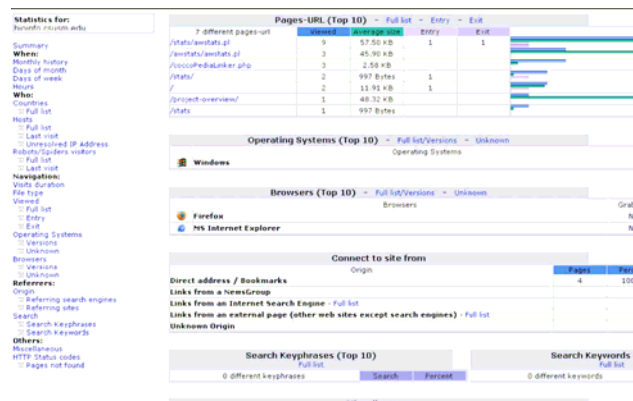 Statistics for:
bioinfo.csusm.edu
Summary
When:
Monthly history
Days of month
Days of week
Hours
Who:
Countries
Full list
Hosts
Full list
Last visit
Unresolved IP Address
Robots/Spiders visitors
Full list
Last visit
Navigation:
Visits duration
File type
Viewed
Full list
Entry
Exit
Operating Systems
Versions
Unknown
Browsers
Versions
Unknown
Referrers:
Origin
Referring search engines
Referring sites
Search
Search Keyphrases
Search Keywords
Others:
Miscellaneous
HTTP Status codes
Pages not found
Pages-URL (Top 10) - Full list - Entry - Exit
7 different pages-url Viewed Average size Entry Exit
/stats/awstats.pl 9 57.50 KB 1 1
/awstats/awstats.pl 3 45.90 KB
/coccoPediaLinker.php 3 2.58 KB
/stats/ 2 997 Bytes 1
/ 2 11.91 KB 1
/project-overview/ 1 48.32 KB
/stats 1 997 Bytes
Operating Systems (Top 10) - Full list/Versions - Unknown
Operating Systems
Windows
Browsers (Top 10) - Full list/Versions - Unknown
Browsers Grab
Firefox N
MS Internet Explorer N
Connect to site from
Origin Pages Perc
Direct address / Bookmarks 4 100
Links from a NewsGroup
Links from an Internet Search Engine - Full list
Links from an external page (other web sites except search engines) - Full list
Unknown Origin
Search Keyphrases (Top 10)
Full list
0 different keyphrases Search Percent
Search Keywords
Full list
0 different keywords